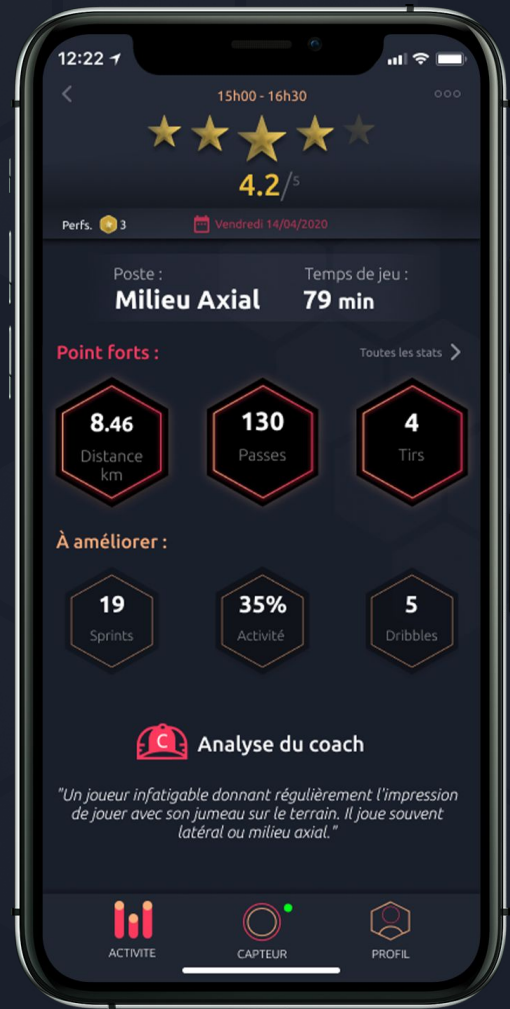 12:22
15h00 - 16h30
4.2/5
Perfs. 3
Vendredi 14/04/2020
Poste : Temps de jeu :
Milieu Axial 79 min
Point forts : Toutes les stats
8.46 130 4
Distance Passes Tirs
km
À améliorer :
19 35% 5
Sprints Activité Dribbles
C Analyse du coach
"Un joueur infatigable donnant régulièrement l'impression
de jouer avec son jumeau sur le terrain. Il joue souvent
latéral ou milieu axial."
ACTIVITE CAPTEUR PROFIL